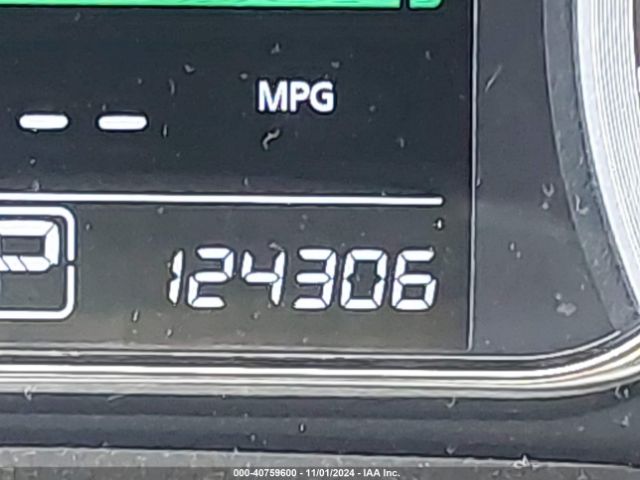 MPG
-- 
P 124306
000-40759600 - 11/01/2024 - IAA Inc.